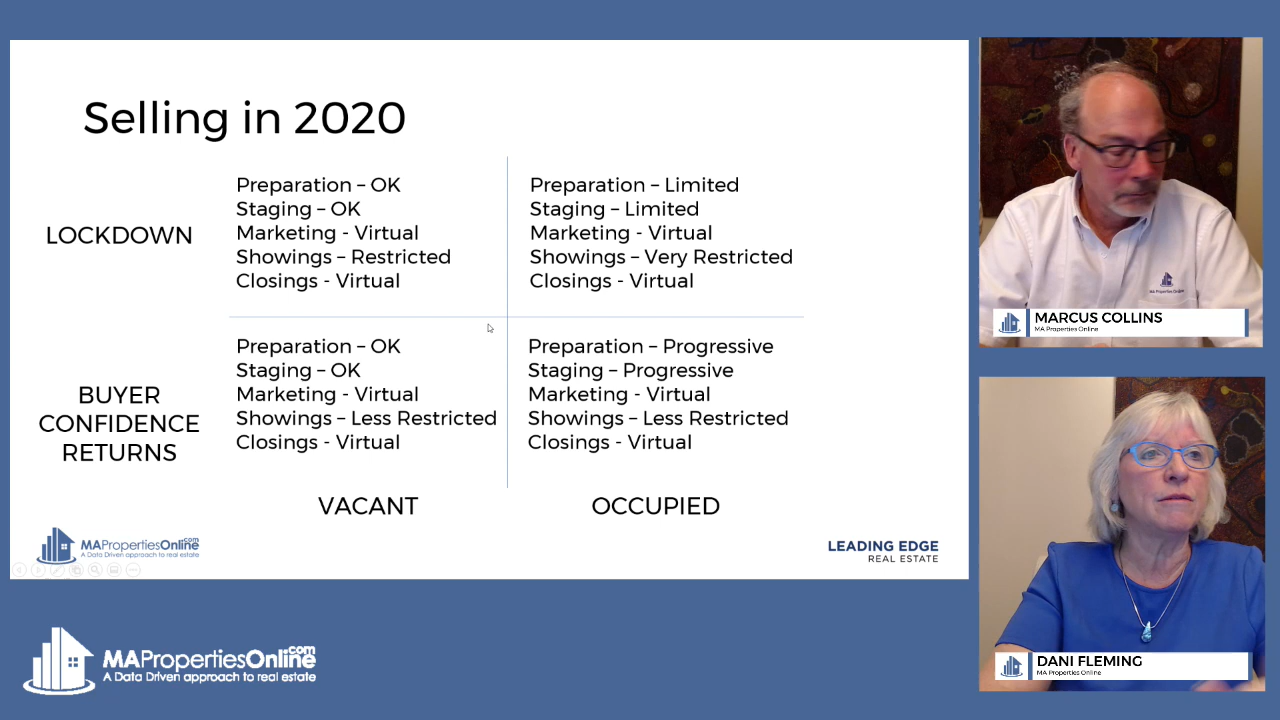 Selling in 2020
LOCKDOWN
Preparation – OK
Staging – OK
Marketing - Virtual
Showings – Restricted
Closings - Virtual
Preparation – Limited
Staging – Limited
Marketing - Virtual
Showings – Very Restricted
Closings - Virtual
BUYER
CONFIDENCE
RETURNS
Preparation – OK
Staging – OK
Marketing - Virtual
Showings – Less Restricted
Closings - Virtual
Preparation – Progressive
Staging – Progressive
Marketing - Virtual
Showings – Less Restricted
Closings - Virtual
VACANT
OCCUPIED
MAPropertiesOnline.com
A Data Driven approach to real estate
LEADING EDGE
REAL ESTATE
MARCUS COLLINS
MA Properties Online
MA Properties Online
DANI FLEMING
MA Properties Online
MAPropertiesOnline.com
A Data Driven approach to real estate